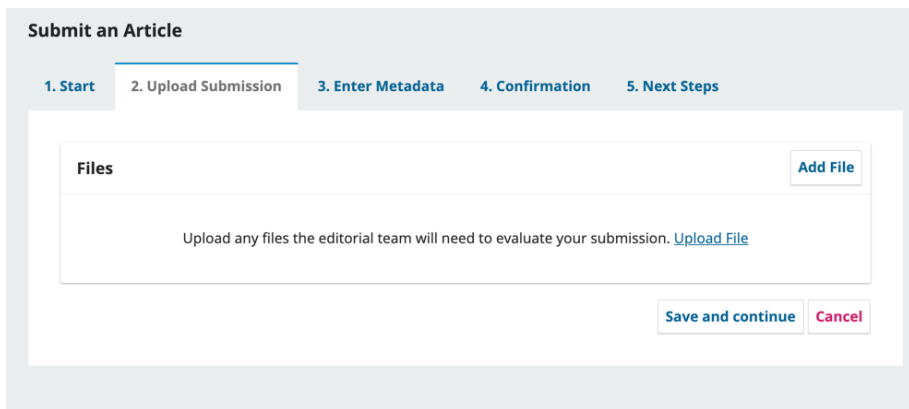 Submit an Article
1. Start 2. Upload Submission 3. Enter Metadata 4. Confirmation 5. Next Steps
Files Add File
Upload any files the editorial team will need to evaluate your submission. Upload File
Save and continue Cancel